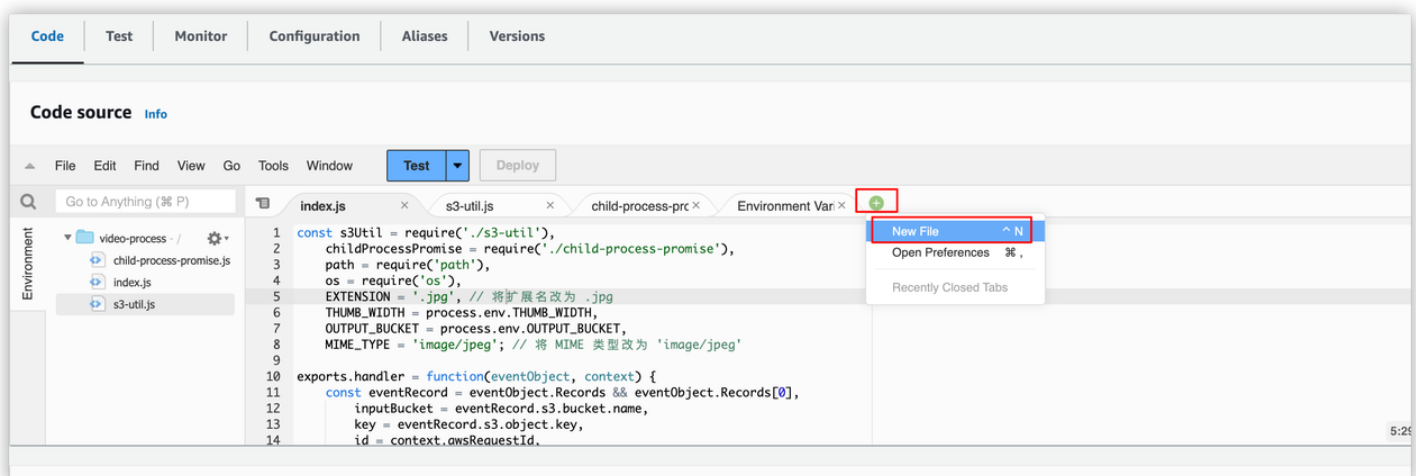 Code Test Monitor Configuration Aliases Versions
Code source Info
File Edit Find View Go Tools Window Test Deploy
Go to Anything (⌘ P) index.js × s3-util.js × child-process-pro × Environment Vari ×
Environment
video-process - /
child-process-promise.js
index.js
s3-util.js
New File ^ N
Open Preferences ⌘ ,
Recently Closed Tabs
1 const s3Util = require('./s3-util'),
2 childProcessPromise = require('./child-process-promise'),
3 path = require('path'),
4 os = require('os'),
5 EXTENSION = '.jpg', // 将扩展名改为 .jpg
6 THUMB_WIDTH = process.env.THUMB_WIDTH,
7 OUTPUT_BUCKET = process.env.OUTPUT_BUCKET,
8 MIME_TYPE = 'image/jpeg'; // 将 MIME 类型改为 'image/jpeg'
9
10 exports.handler = function(eventObject, context) {
11 const eventRecord = eventObject.Records && eventObject.Records[0],
12 inputBucket = eventRecord.s3.bucket.name,
13 key = eventRecord.s3.object.key,
14 id = context.awsRequestId,
5:29